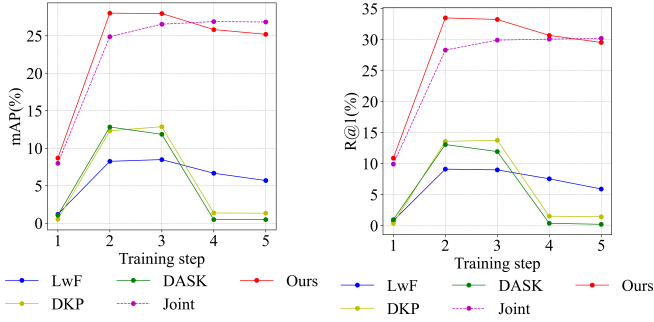 25
20
15
10
5
0
mAP(%)
1 2 3 4 5
Training step
LwF DASK Ours
DKP Joint
35
30
25
20
15
10
5
0
R@1(%)
1 2 3 4 5
Training step
LwF DASK Ours
DKP Joint